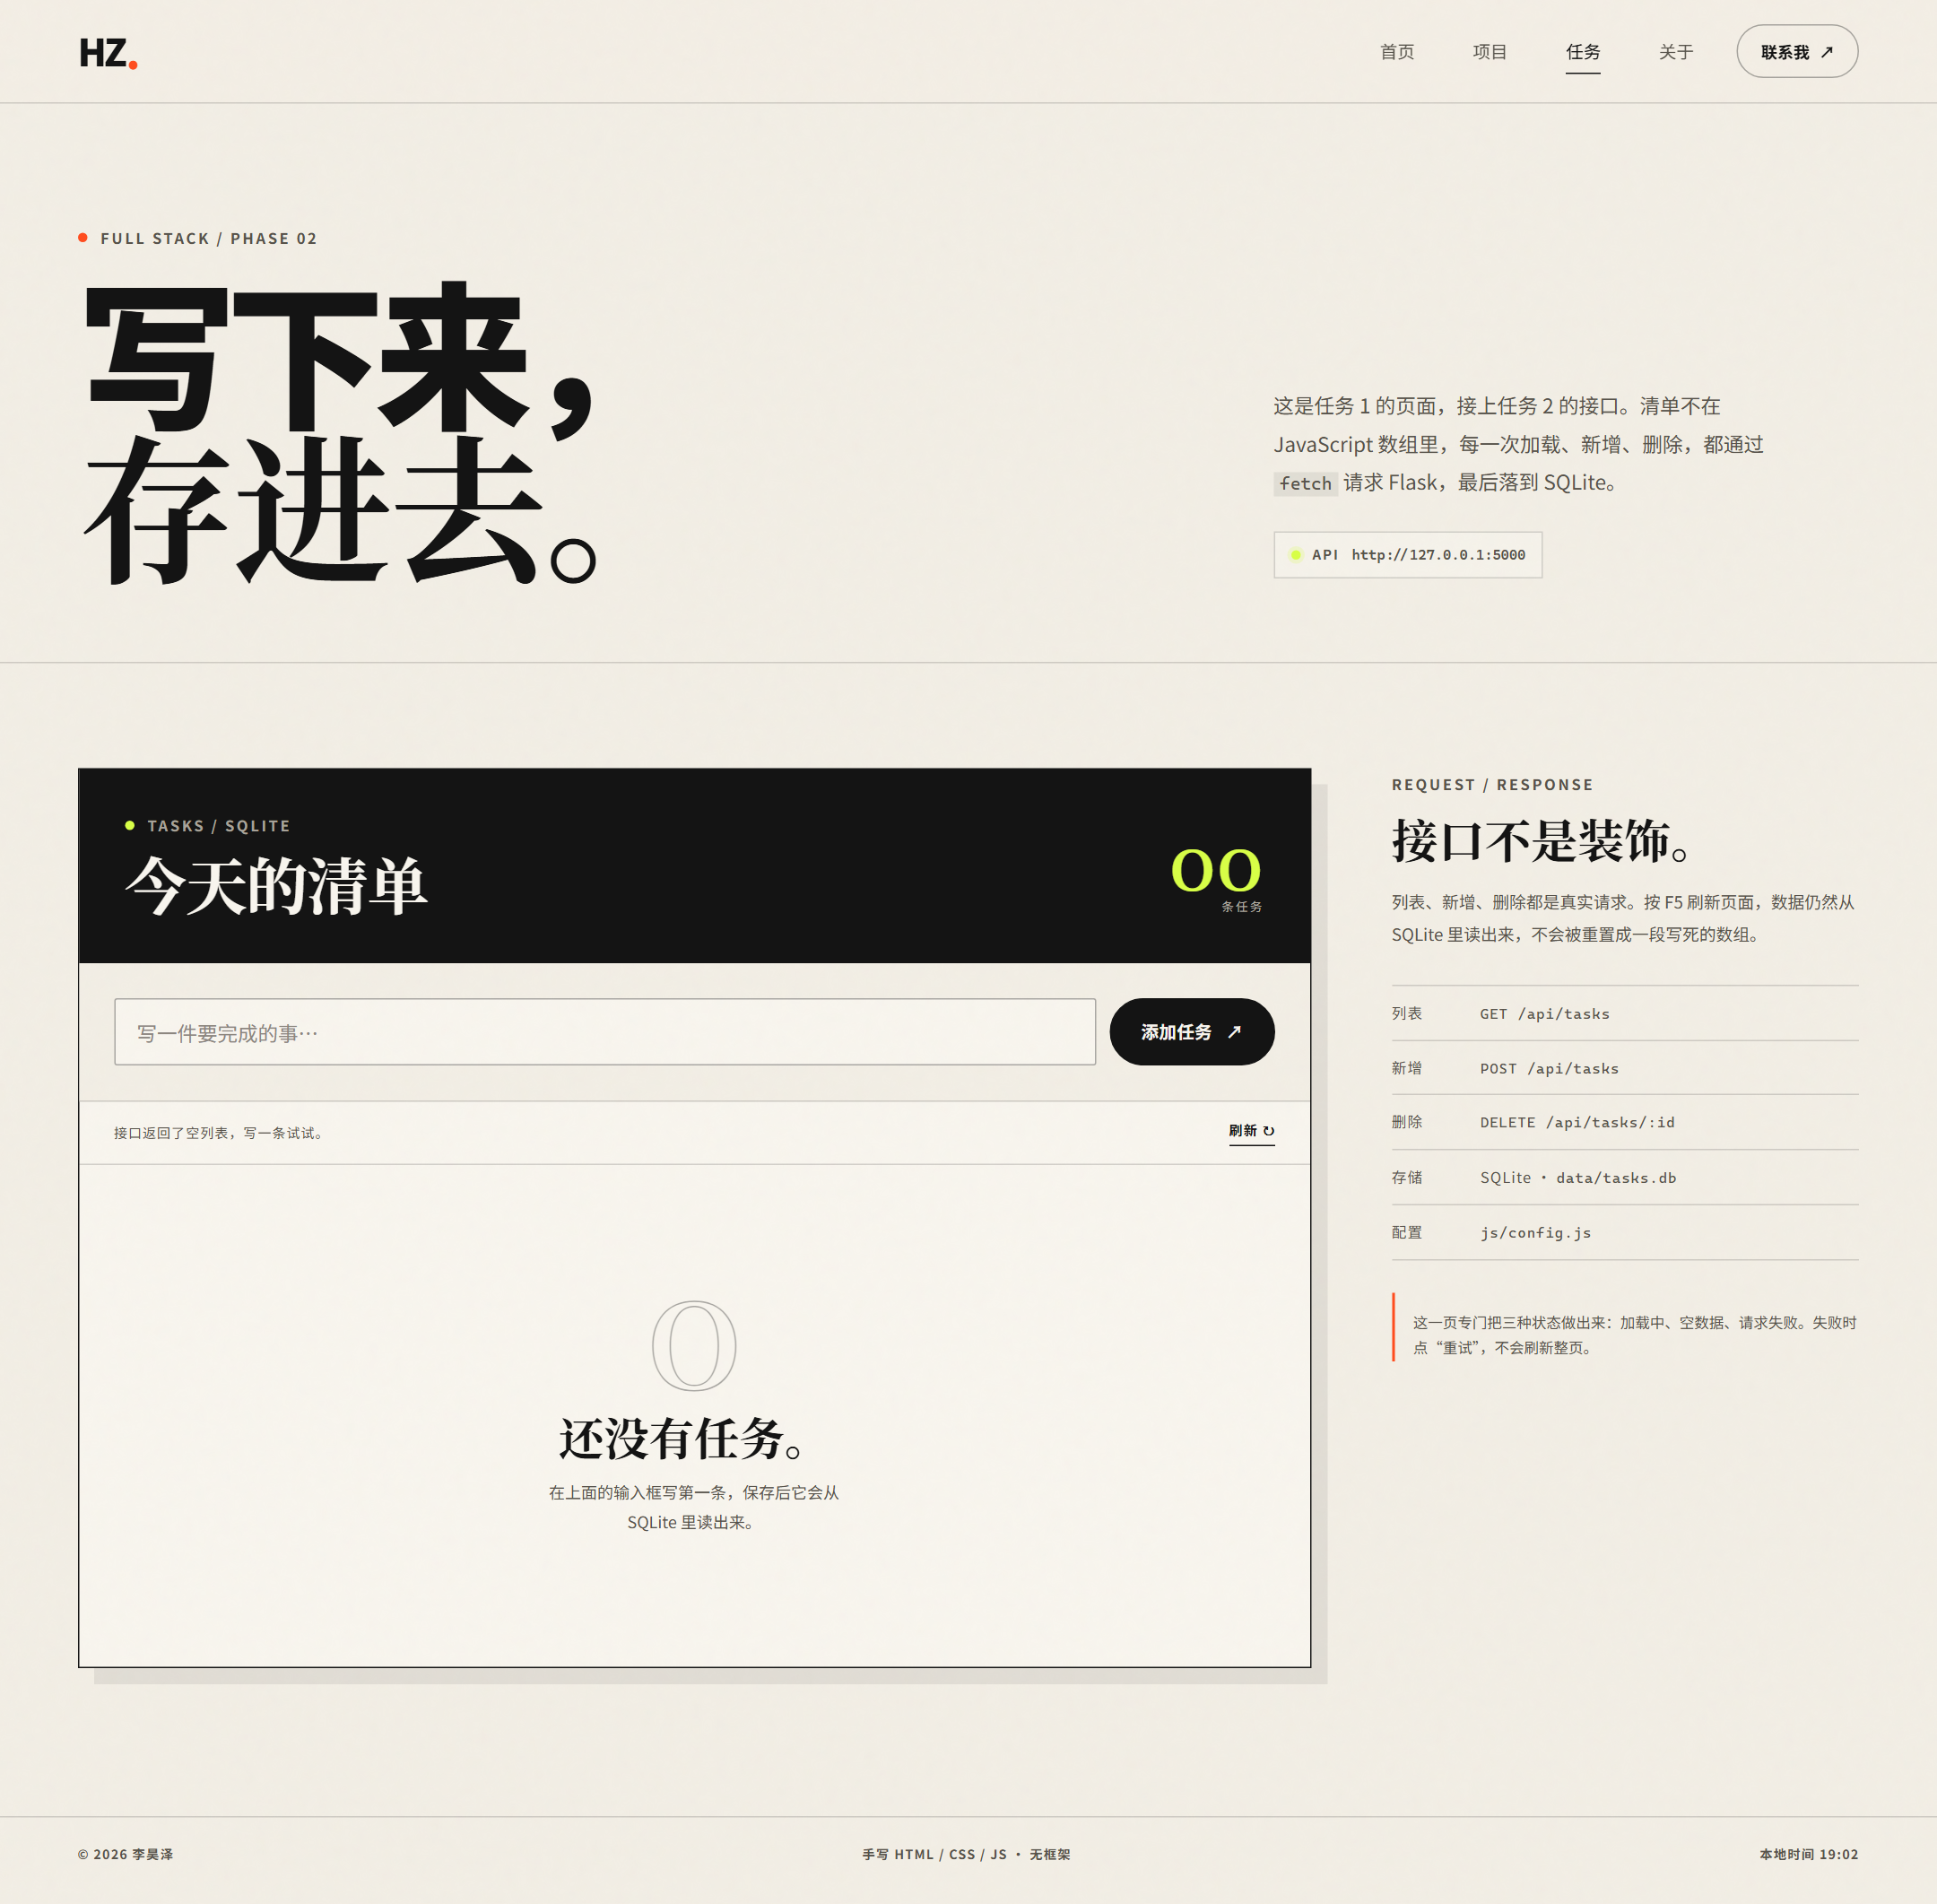 HZ.
首页 项目 任务 关于 联系我 ↗
FULL STACK / PHASE 02
写下来，
存进去。
这是任务 1 的页面，接上任务 2 的接口。清单不在
JavaScript 数组里，每一次加载、新增、删除，都通过
fetch 请求 Flask，最后落到 SQLite。
API http://127.0.0.1:5000
TASKS / SQLITE
今天的清单
00
条任务
写一件要完成的事…
添加任务 ↗
接口返回了空列表，写一条试试。
刷新 ↻
0
还没有任务。
在上面的输入框写第一条，保存后它会从
SQLite 里读出来。
REQUEST / RESPONSE
接口不是装饰。
列表、新增、删除都是真实请求。按 F5 刷新页面，数据仍然从
SQLite 里读出来，不会被重置成一段写死的数组。
列表 GET /api/tasks
新增 POST /api/tasks
删除 DELETE /api/tasks/:id
存储 SQLite · data/tasks.db
配置 js/config.js
这一页专门把三种状态做出来：加载中、空数据、请求失败。失败时
点“重试”，不会刷新整页。
© 2026 李昊泽
手写 HTML / CSS / JS · 无框架
本地时间 19:02